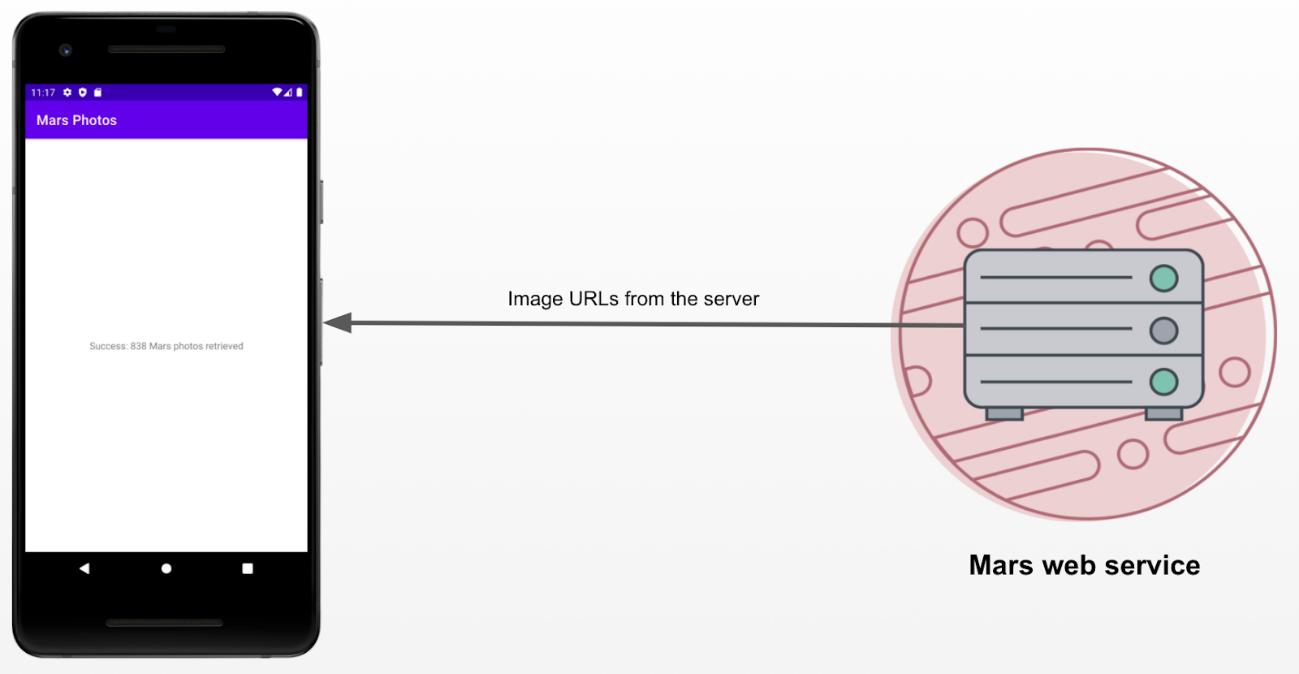 11:17
Mars Photos
Success: 838 Mars photos retrieved
Image URLs from the server
Mars web service